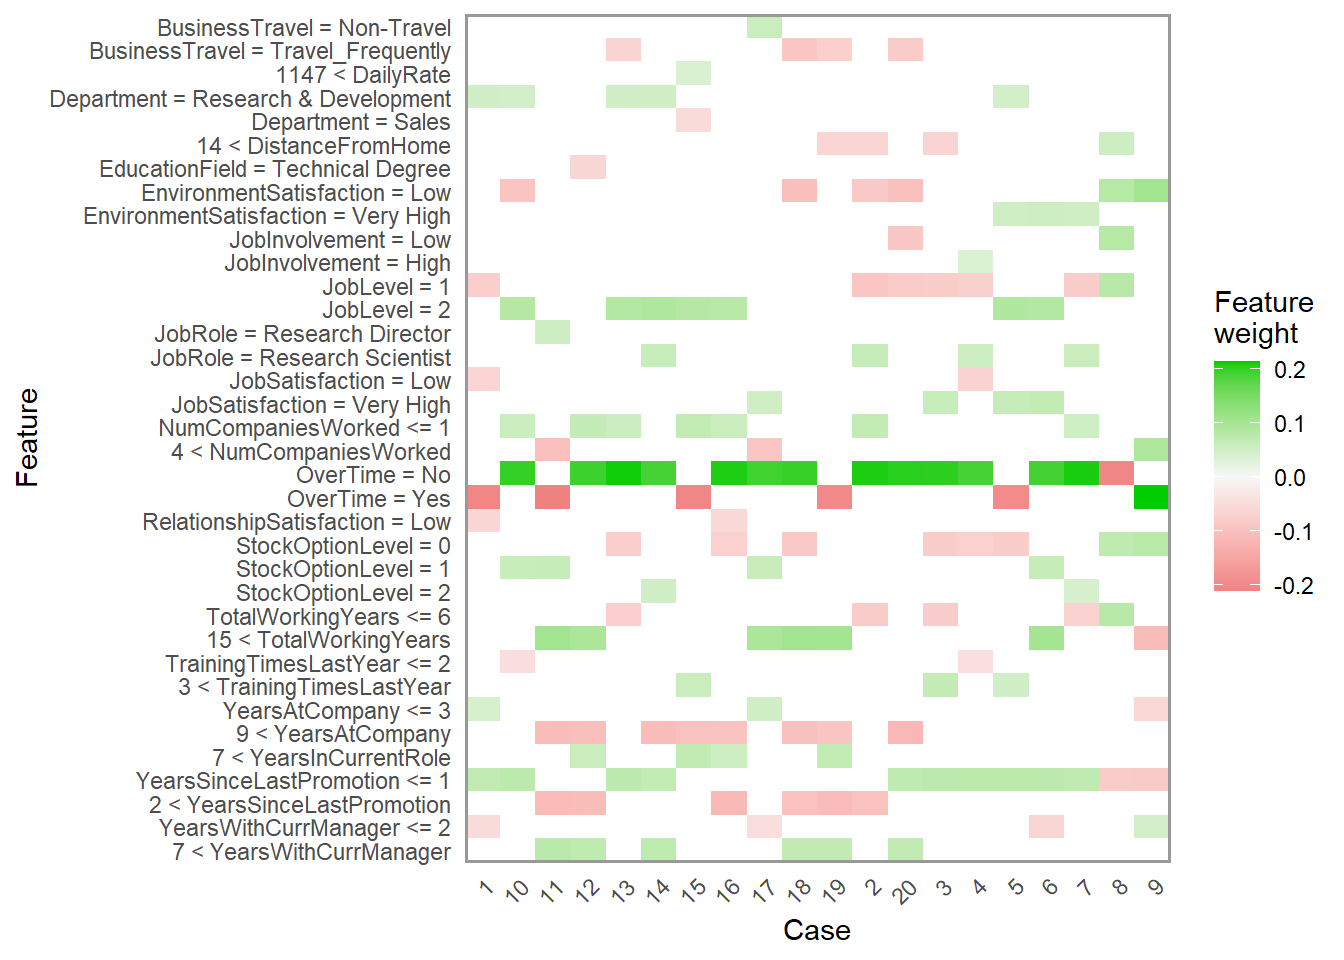 BusinessTravel = Non-Travel
BusinessTravel = Travel_Frequently
1147 < DailyRate
Department = Research & Development
Department = Sales
14 < DistanceFromHome
EducationField = Technical Degree
EnvironmentSatisfaction = Low
EnvironmentSatisfaction = Very High
JobInvolvement = Low
JobInvolvement = High
JobLevel = 1
JobLevel = 2
JobRole = Research Director
JobRole = Research Scientist
JobSatisfaction = Low
JobSatisfaction = Very High
NumCompaniesWorked <= 1
4 < NumCompaniesWorked
OverTime = No
OverTime = Yes
RelationshipSatisfaction = Low
StockOptionLevel = 0
StockOptionLevel = 1
StockOptionLevel = 2
TotalWorkingYears <= 6
15 < TotalWorkingYears
TrainingTimesLastYear <= 2
3 < TrainingTimesLastYear
YearsAtCompany <= 3
9 < YearsAtCompany
7 < YearsInCurrentRole
YearsSinceLastPromotion <= 1
2 < YearsSinceLastPromotion
YearsWithCurrManager <= 2
7 < YearsWithCurrManager
Feature
1 10 11 12 13 14 15 16 17 18 19 2 20 3 4 5 6 7 8 9
Case
Feature
weight
0.2
0.1
0.0
-0.1
-0.2